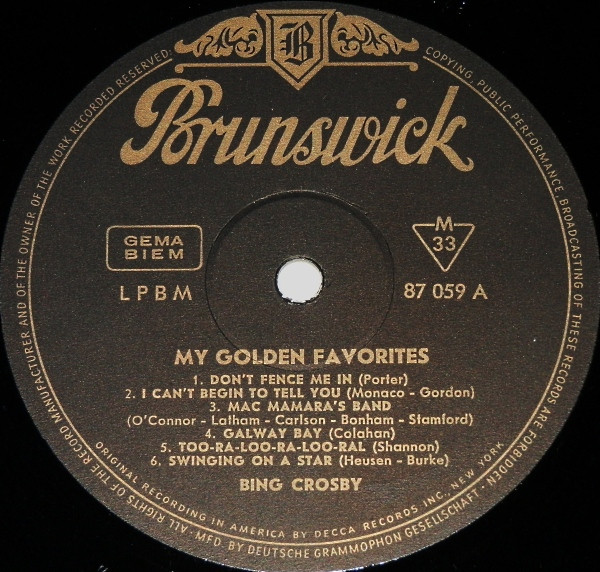 B
Brunswick
ALL RIGHTS OF THE RECORD MANUFACTURER AND OF THE OWNER OF THE WORK RECORDED RESERVED.
COPYING, PUBLIC PERFORMANCE, BROADCASTING OF THESE RECORDS ARE FORBIDDEN
GEMA
BIEM
M
33
LPBM
87 059 A
MY GOLDEN FAVORITES
1. DON'T FENCE ME IN (Porter)
2. I CAN'T BEGIN TO TELL YOU (Monaco - Gordon)
3. MAC MAMARA'S BAND
(O'Connor - Latham - Carlson - Bonham - Stamford)
4. GALWAY BAY (Colahan)
5. TOO-RA-LOO-RA-LOO-RAL (Shannon)
6. SWINGING ON A STAR (Heusen - Burke)
BING CROSBY
ORIGINAL RECORDING IN AMERICA BY DECCA RECORDS INC. NEW YORK
MFD. BY DEUTSCHE GRAMMOPHON GESELLSCHAFT